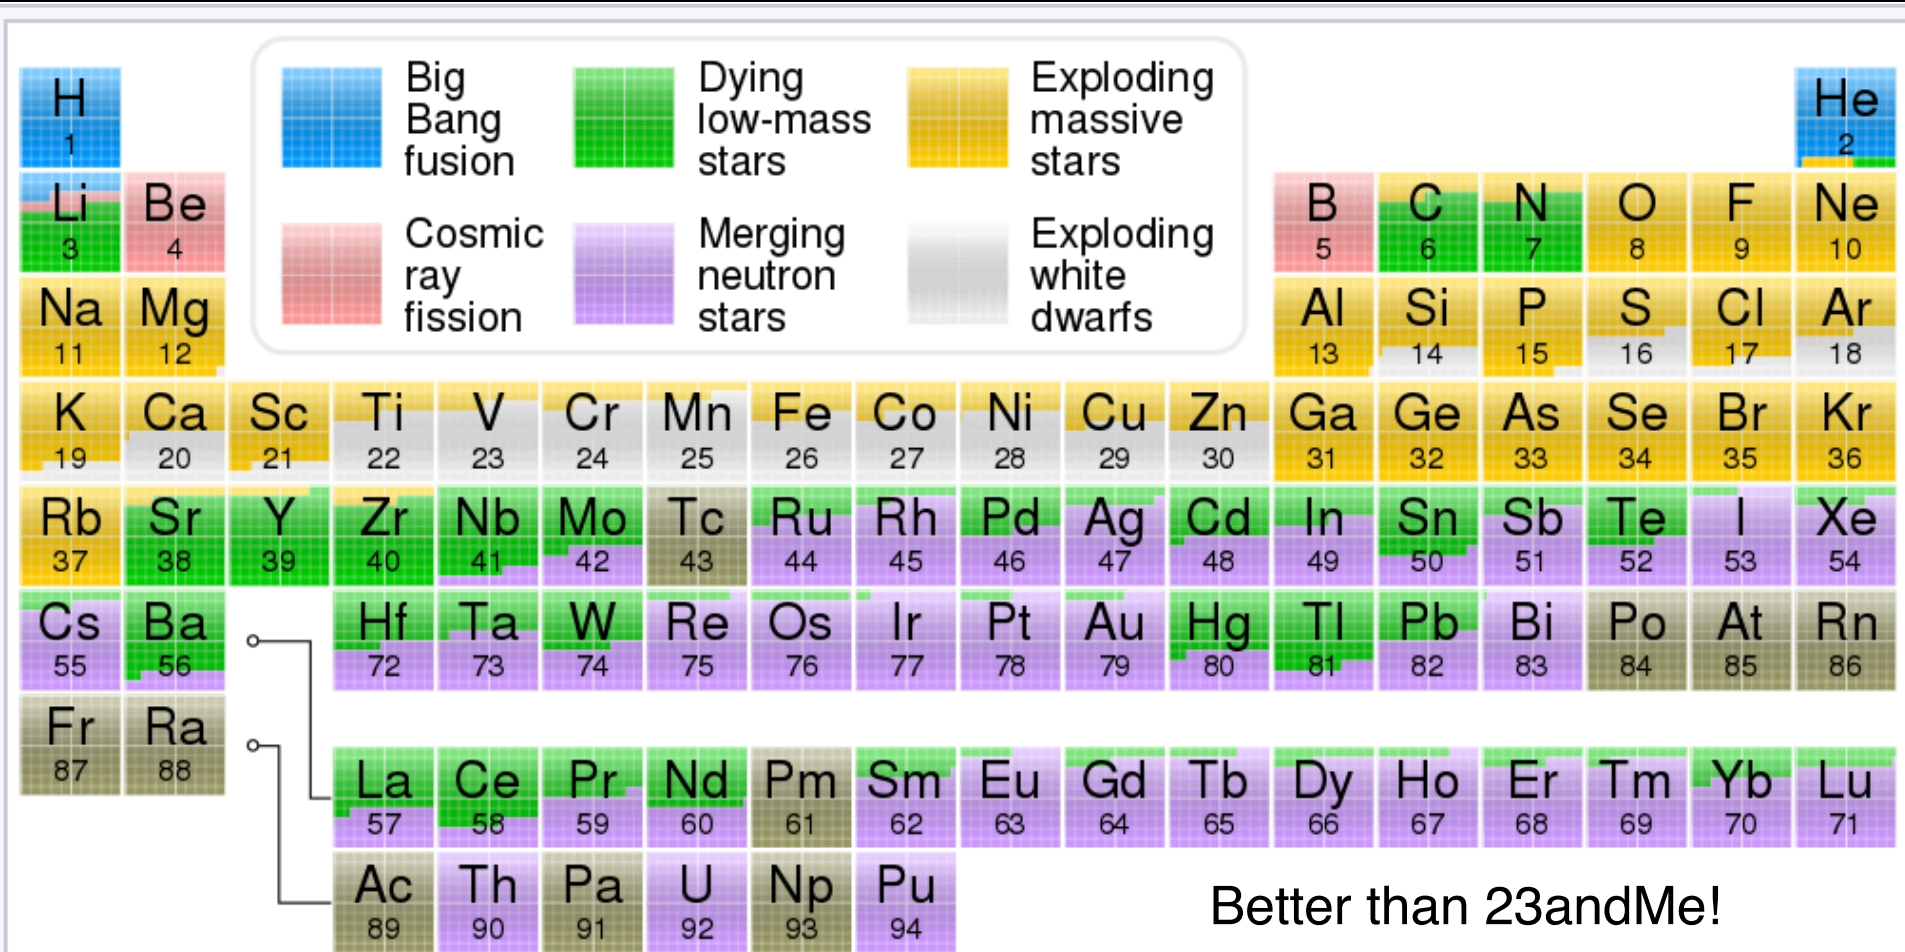 H
1
Big
Bang
fusion
Dying
low-mass
stars
Exploding
massive
stars
He
2
Li
3
Be
4
Cosmic
ray
fission
Merging
neutron
stars
Exploding
white
dwarfs
B C N O F Ne
5 6 7 8 9 10
Na Mg Al Si P S Cl Ar
11 12 13 14 15 16 17 18
K Ca Sc Ti V Cr Mn Fe Co Ni Cu Zn Ga Ge As Se Br Kr
19 20 21 22 23 24 25 26 27 28 29 30 31 32 33 34 35 36
Rb Sr Y Zr Nb Mo Tc Ru Rh Pd Ag Cd In Sn Sb Te I Xe
37 38 39 40 41 42 43 44 45 46 47 48 49 50 51 52 53 54
Cs Ba Hf Ta W Re Os Ir Pt Au Hg Tl Pb Bi Po At Rn
55 56 72 73 74 75 76 77 78 79 80 81 82 83 84 85 86
Fr Ra
87 88
La Ce Pr Nd Pm Sm Eu Gd Tb Dy Ho Er Tm Yb Lu
57 58 59 60 61 62 63 64 65 66 67 68 69 70 71
Ac Th Pa U Np Pu
89 90 91 92 93 94
Better than 23andMe!